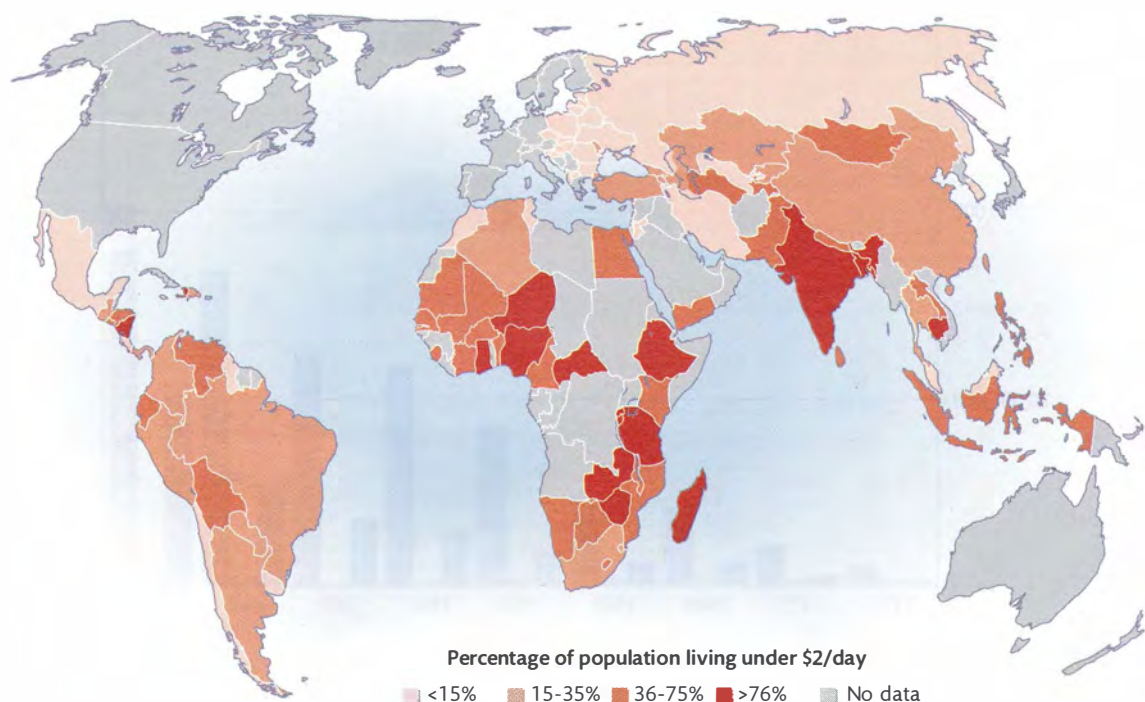 Percentage of population living under $2/day
<15% 15-35% 36-75% >76% No data